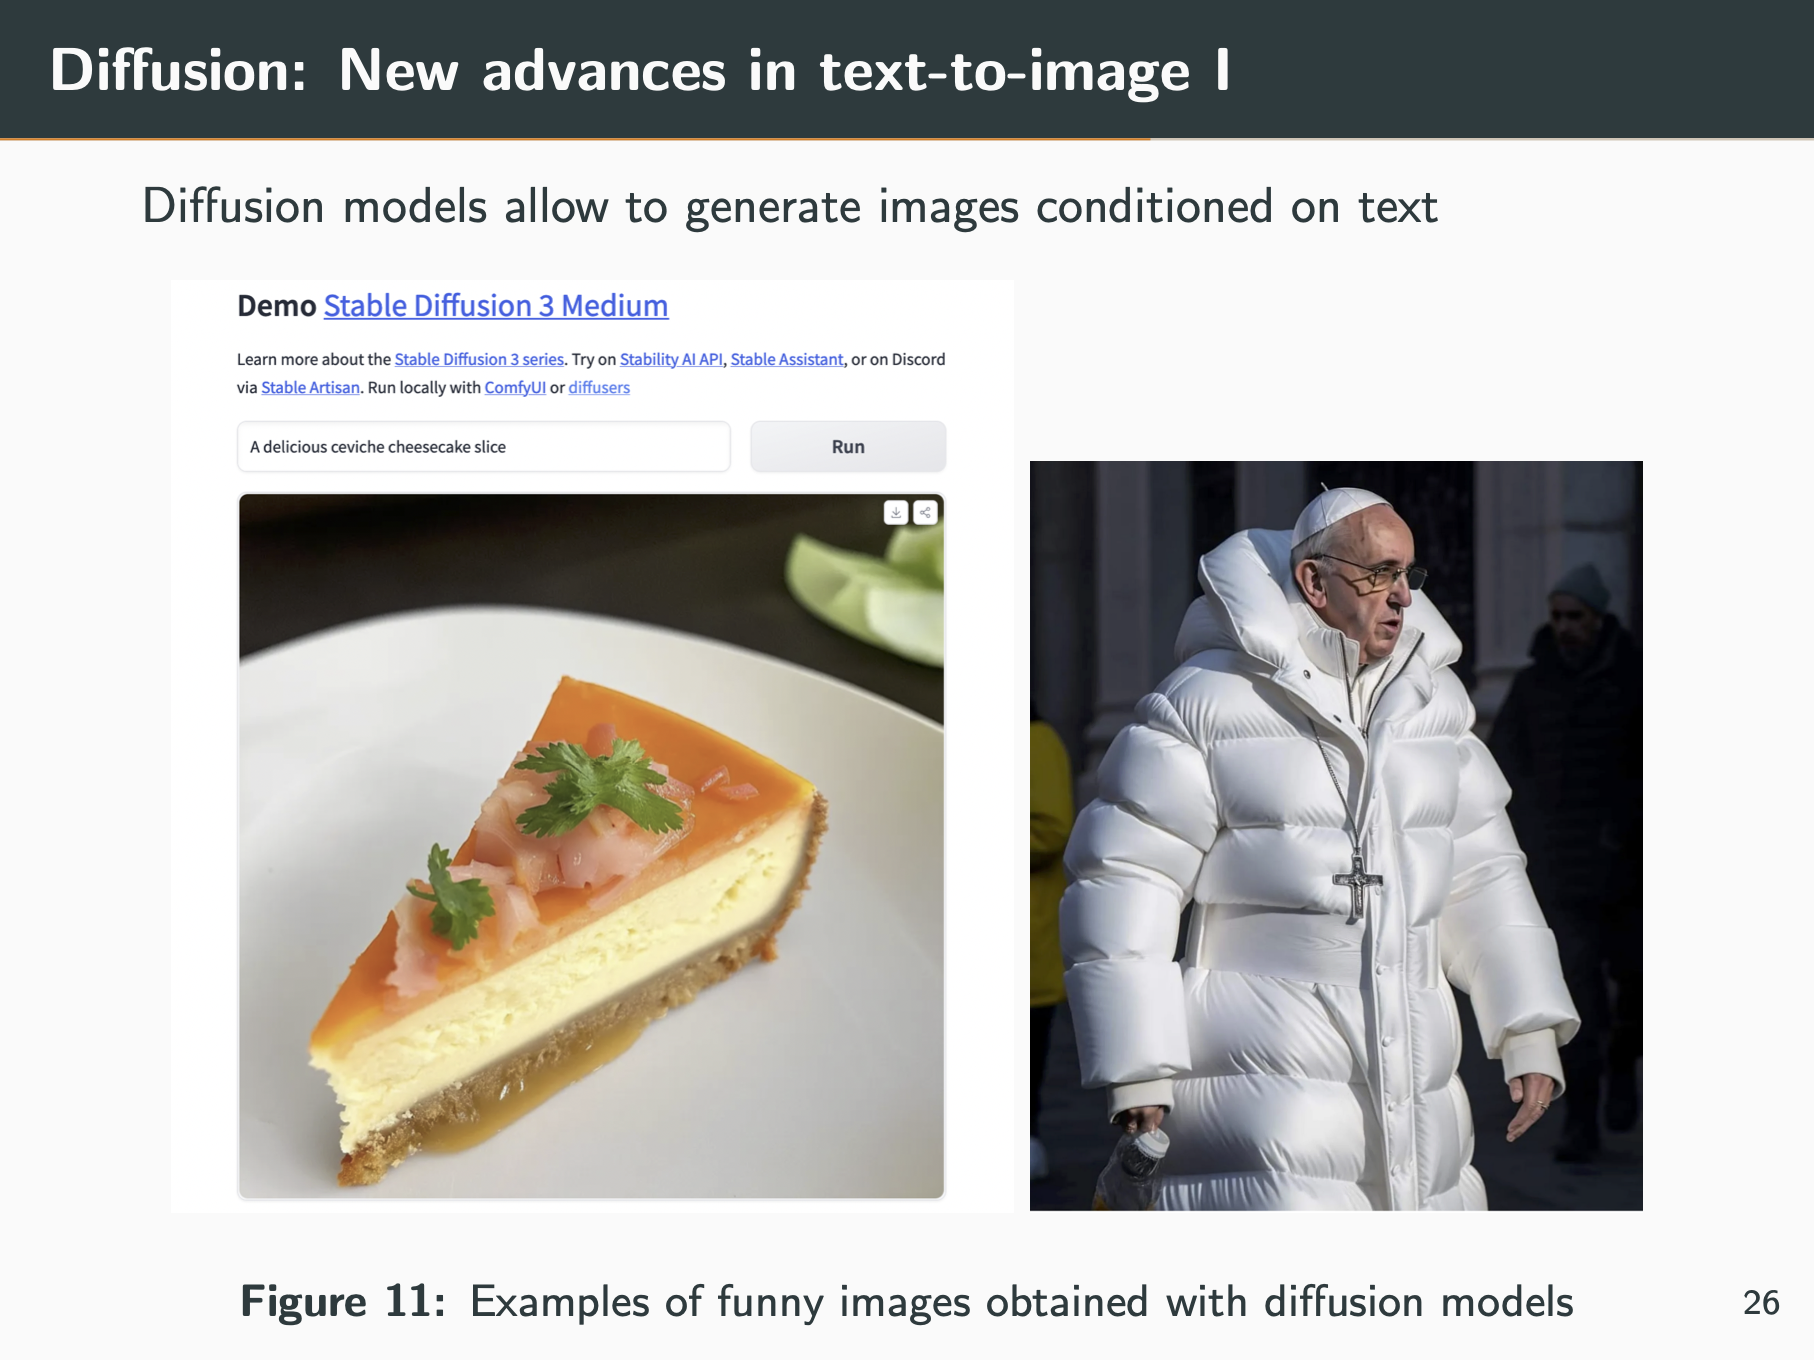 Diffusion: New advances in text-to-image I
Diffusion models allow to generate images conditioned on text
Demo Stable Diffusion 3 Medium
Learn more about the Stable Diffusion 3 series. Try on Stability AI API, Stable Assistant, or on Discord
via Stable Artisan. Run locally with ComfyUI or diffusers
A delicious ceviche cheesecake slice
Run
Figure 11: Examples of funny images obtained with diffusion models
26